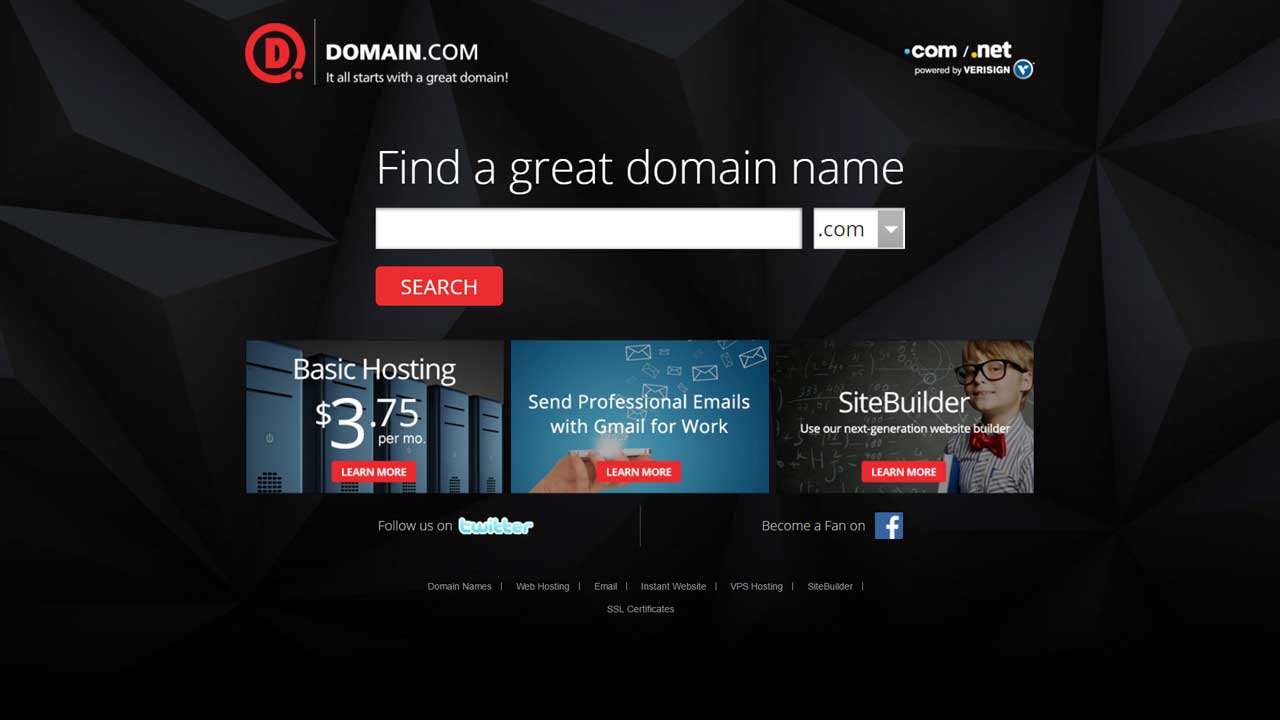 D
DOMAIN.COM
It all starts with a great domain!
.com / .net
powered by VERISIGN
Find a great domain name
.com
SEARCH
Basic Hosting
$3.75
per mo.
LEARN MORE
Send Professional Emails
with Gmail for Work
LEARN MORE
SiteBuilder
Use our next-generation website builder
LEARN MORE
Follow us on twitter
Become a Fan on f
Domain Names | Web Hosting | Email | Instant Website | VPS Hosting | SiteBuilder |
SSL Certificates